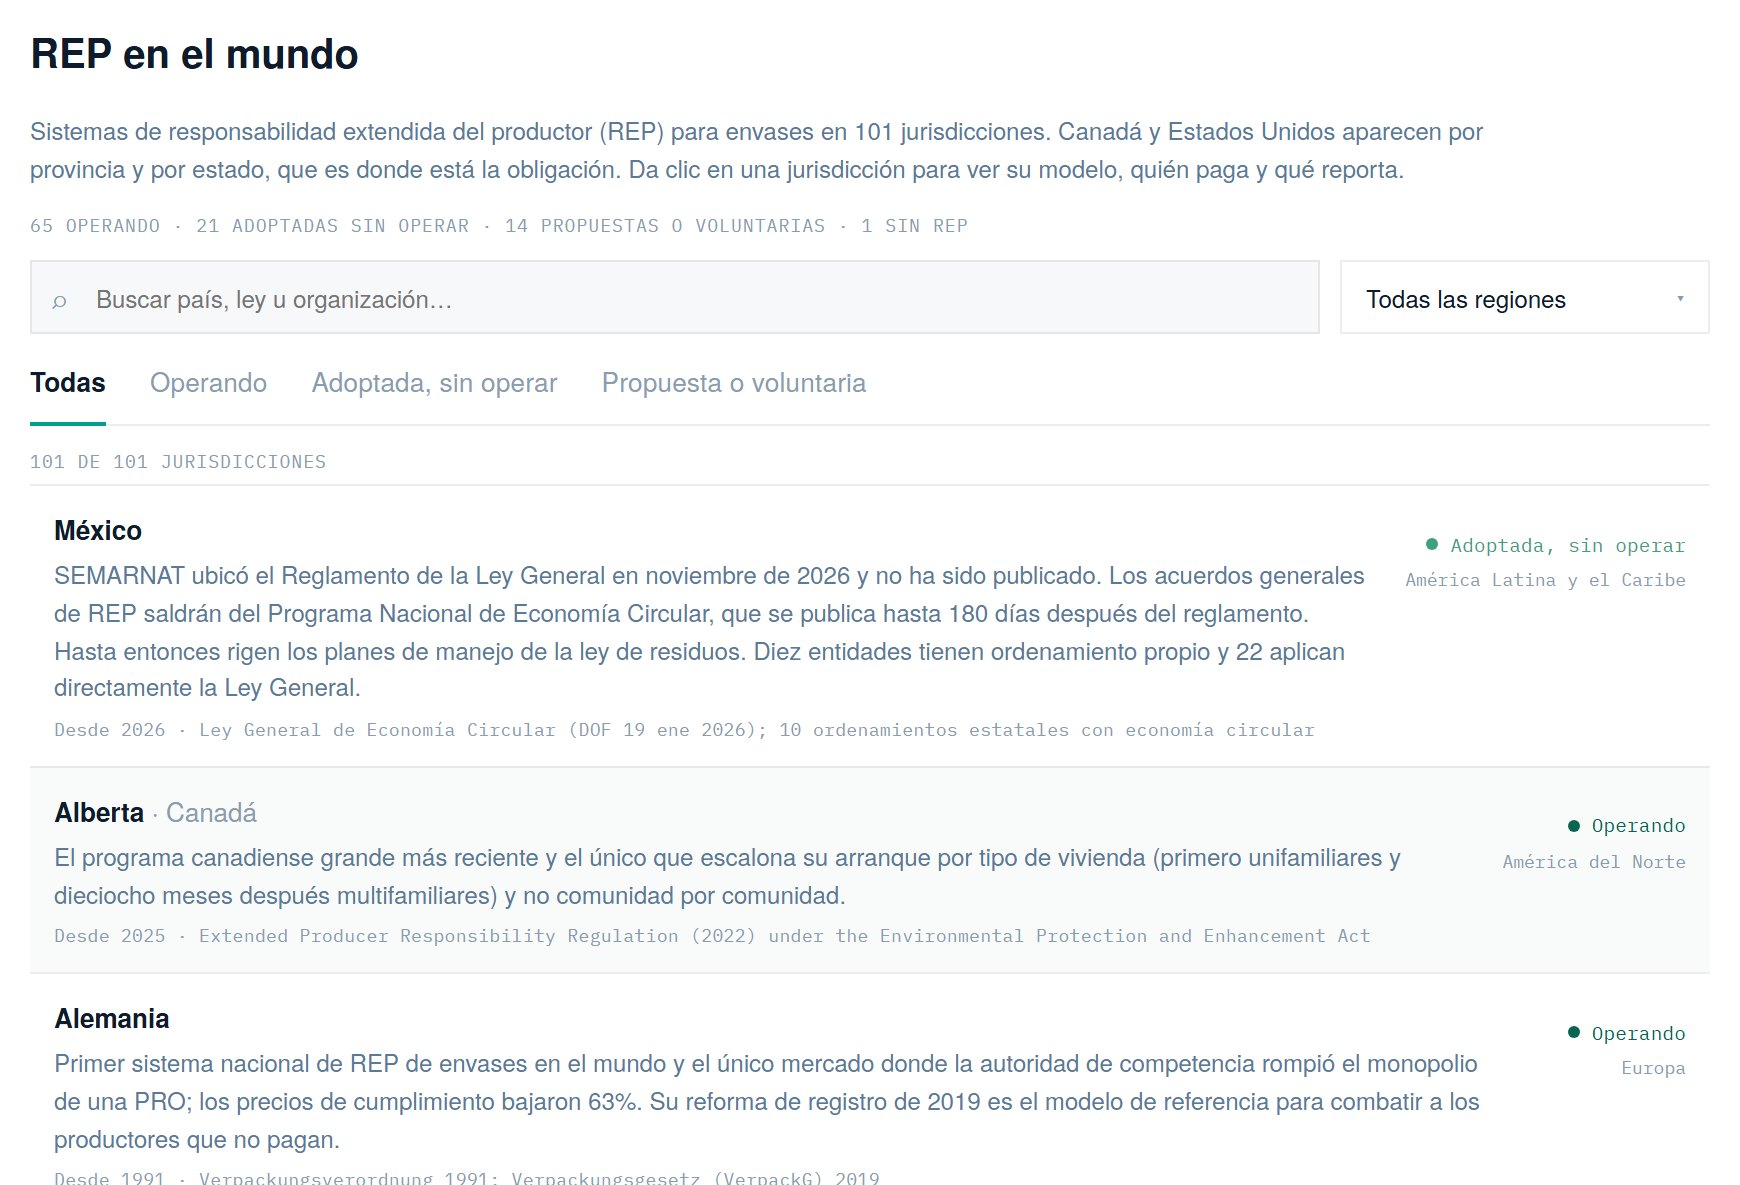 REP en el mundo
Sistemas de responsabilidad extendida del productor (REP) para envases en 101 jurisdicciones. Canadá y Estados Unidos aparecen por
provincia y por estado, que es donde está la obligación. Da clic en una jurisdicción para ver su modelo, quién paga y qué reporta.
65 OPERANDO · 21 ADOPTADAS SIN OPERAR · 14 PROPUESTAS O VOLUNTARIAS · 1 SIN REP
Buscar país, ley u organización…
Todas las regiones
Todas Operando Adoptada, sin operar Propuesta o voluntaria
101 DE 101 JURISDICCIONES
México
Adoptada, sin operar
América Latina y el Caribe
SEMARNAT ubicó el Reglamento de la Ley General en noviembre de 2026 y no ha sido publicado. Los acuerdos generales
de REP saldrán del Programa Nacional de Economía Circular, que se publica hasta 180 días después del reglamento.
Hasta entonces rigen los planes de manejo de la ley de residuos. Diez entidades tienen ordenamiento propio y 22 aplican
directamente la Ley General.
Desde 2026 · Ley General de Economía Circular (DOF 19 ene 2026); 10 ordenamientos estatales con economía circular
Alberta · Canadá
Operando
América del Norte
El programa canadiense grande más reciente y el único que escalona su arranque por tipo de vivienda (primero unifamiliares y
dieciocho meses después multifamiliares) y no comunidad por comunidad.
Desde 2025 · Extended Producer Responsibility Regulation (2022) under the Environmental Protection and Enhancement Act
Alemania
Operando
Europa
Primer sistema nacional de REP de envases en el mundo y el único mercado donde la autoridad de competencia rompió el monopolio
de una PRO; los precios de cumplimiento bajaron 63%. Su reforma de registro de 2019 es el modelo de referencia para combatir a los
productores que no pagan.
Desde 1991 · Verpackungsverordnung 1991; Verpackungsgesetz (VerpackG) 2019